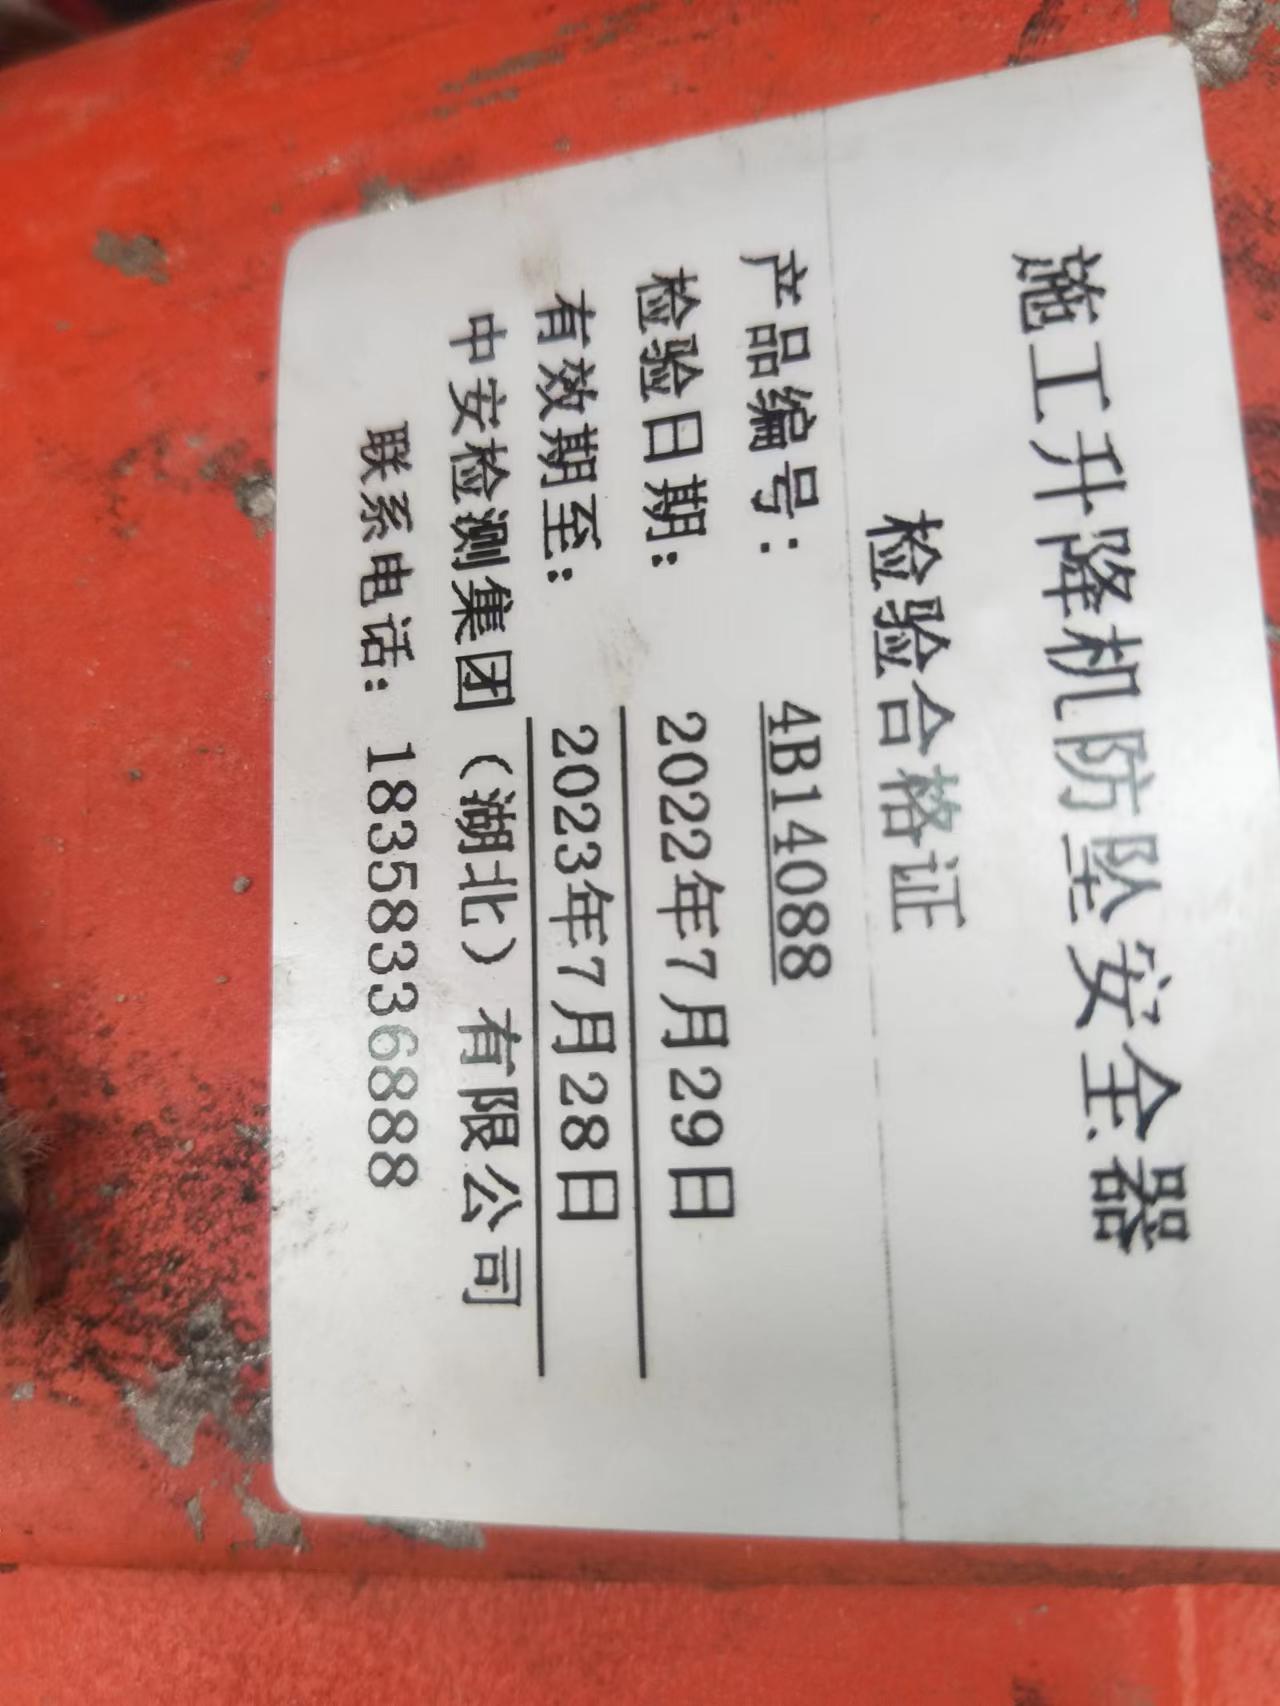 施工升降机防坠安全器
检验合格证
产品编号: 4B14088
检验日期: 2022年7月29日
有效期至: 2023年7月28日
中安检测集团（湖北）有限公司
联系电话: 18358336888